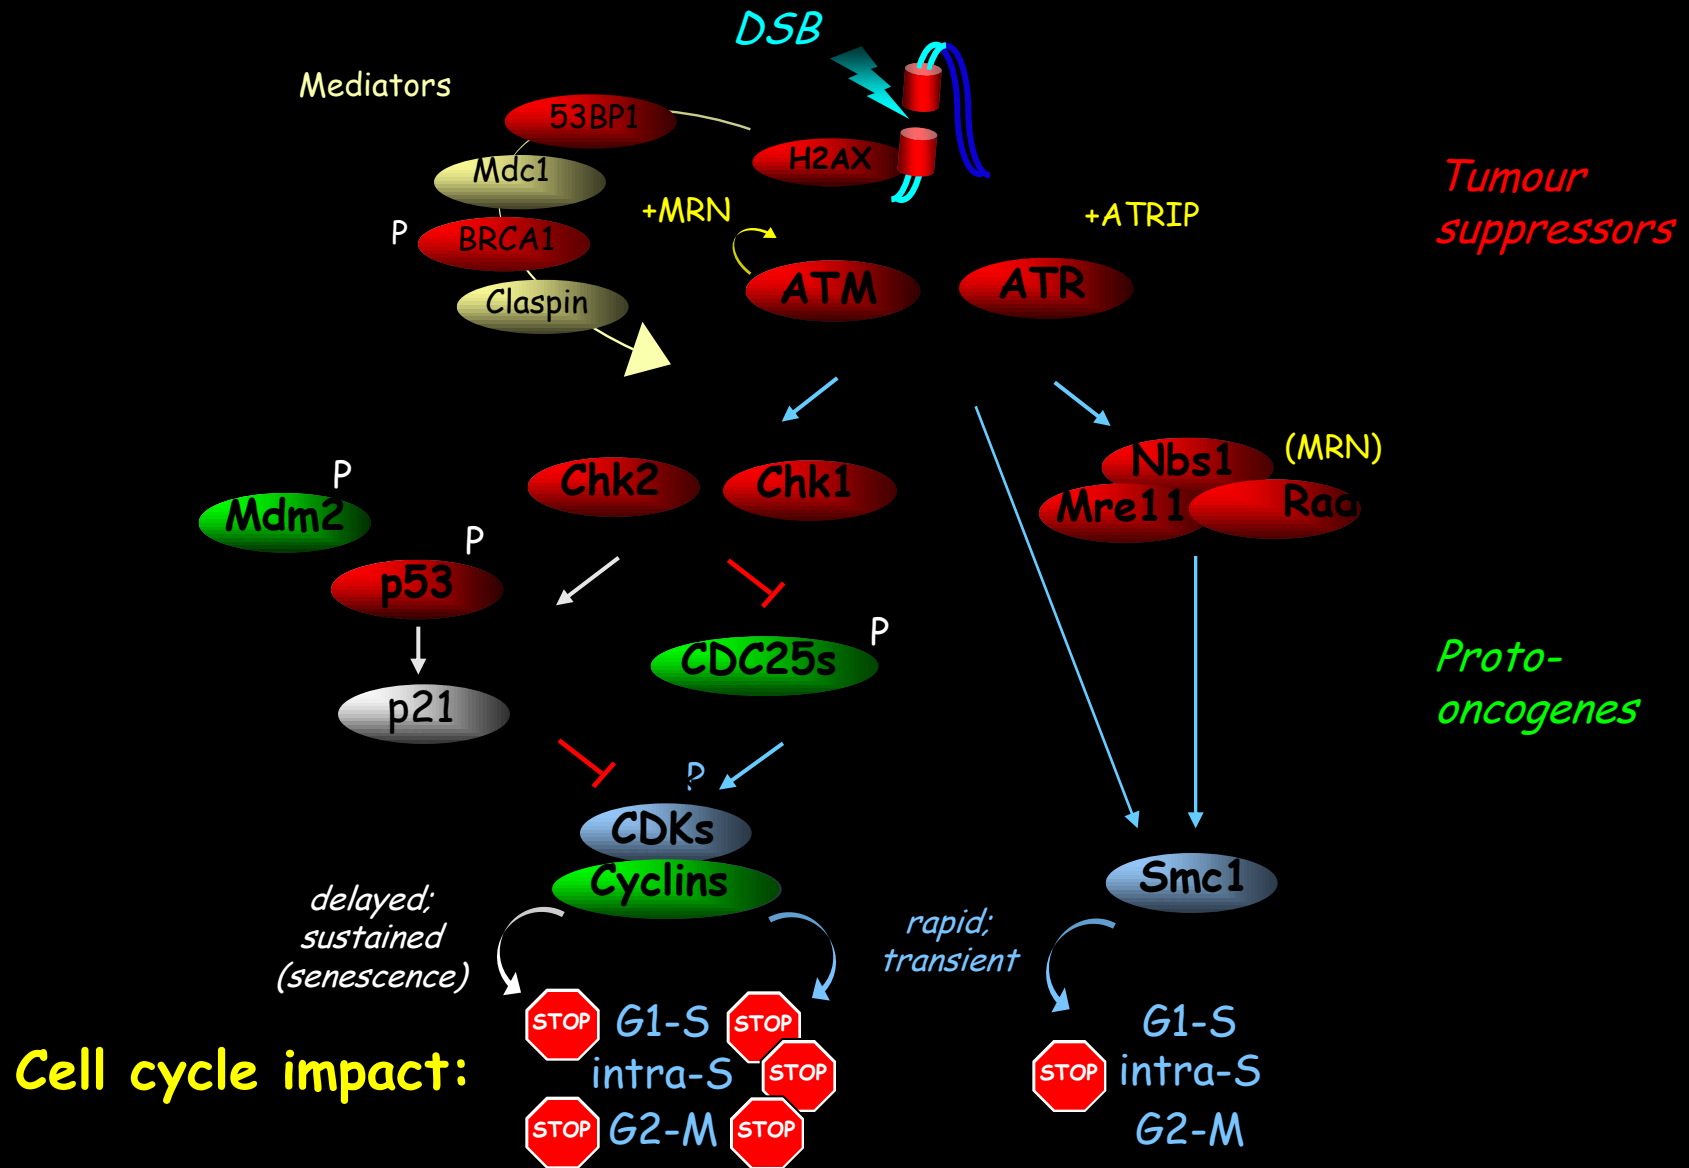 DSB
Mediators
53BP1
Mdc1
H2AX
Tumour
suppressors
+MRN
+ATRIP
P
BRCA1
Claspin
ATM
ATR
Nbs1
(MRN)
P
Chk2
Chk1
Mdm2
Mre11
Rad
P
p53
P
CDC25s
Proto-
oncogenes
p21
P
CDKs
Cyclins
Smc1
delayed;
sustained
(senescence)
rapid;
transient
STOP
G1-S
STOP
G1-S
Cell cycle impact:
intra-S
STOP
STOP
intra-S
STOP
G2-M
STOP
G2-M